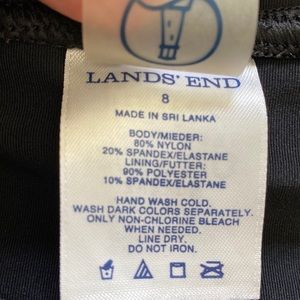 LANDS' END
8
MADE IN SRI LANKA
BODY/MIEDER:
80% NYLON
20% SPANDEX/ELASTANE
LINING/FUTTER:
90% POLYESTER
10% SPANDEX/ELASTANE
HAND WASH COLD.
WASH DARK COLORS SEPARATELY.
ONLY NON-CHLORINE BLEACH
WHEN NEEDED.
LINE DRY.
DO NOT IRON.